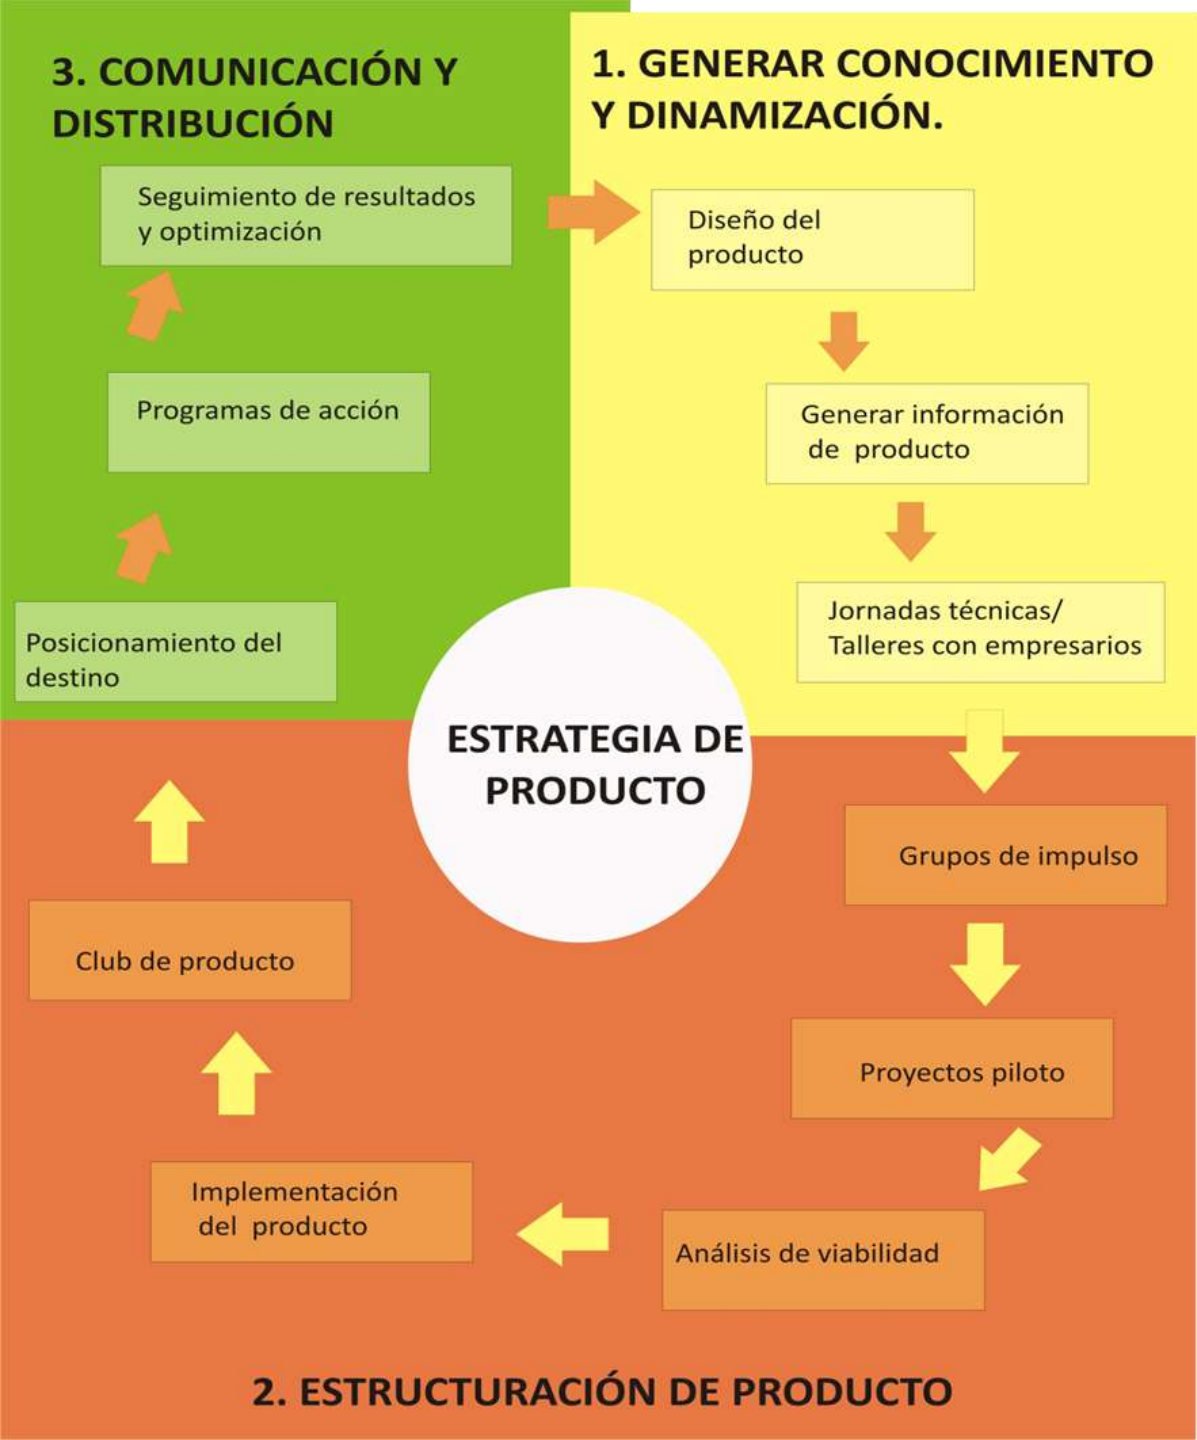 3. COMUNICACIÓN Y
DISTRIBUCIÓN
Seguimiento de resultados
y optimización
Programas de acción
Posicionamiento del
destino
1. GENERAR CONOCIMIENTO
Y DINAMIZACIÓN.
Diseño del
producto
Generar información
de producto
Jornadas técnicas/
Talleres con empresarios
ESTRATEGIA DE
PRODUCTO
Grupos de impulso
Proyectos piloto
Análisis de viabilidad
Implementación
del producto
Club de producto
2. ESTRUCTURACIÓN DE PRODUCTO